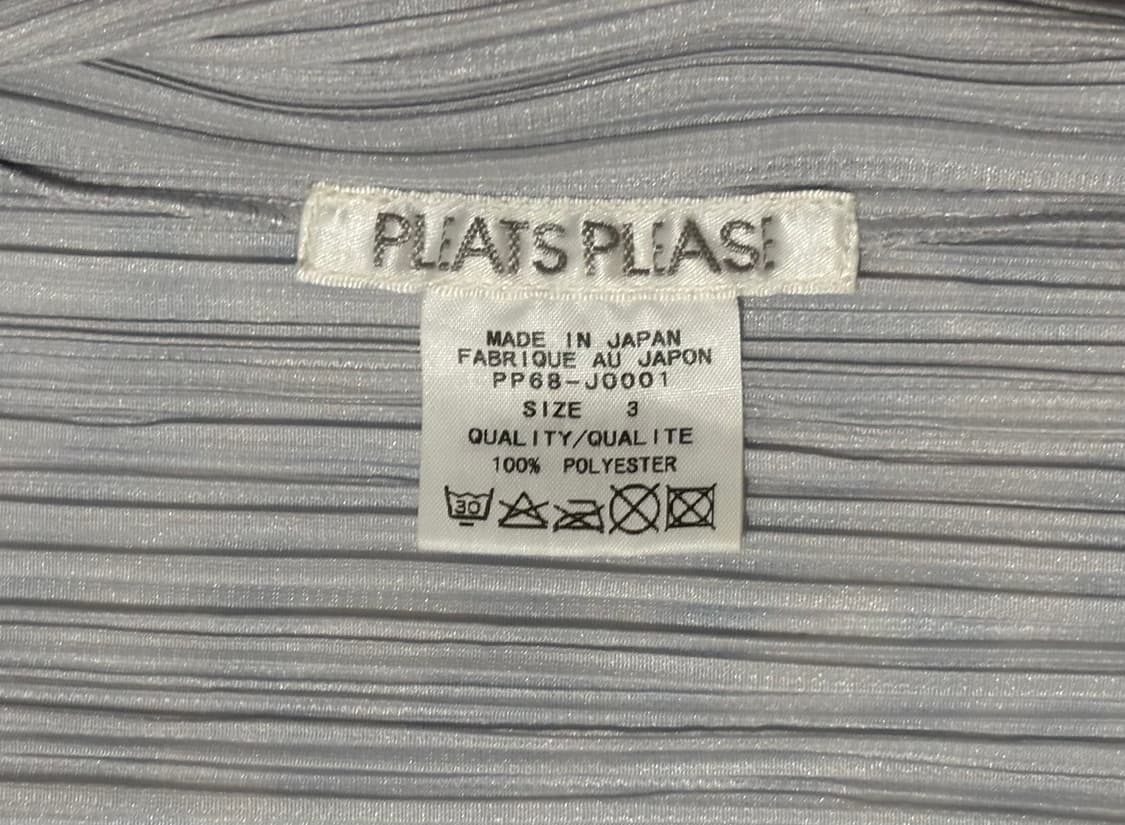 PLEATS PLEASE
MADE IN JAPAN
FABRIQUE AU JAPON
PP68-J0001
SIZE 3
QUALITY/QUALITE
100% POLYESTER
30